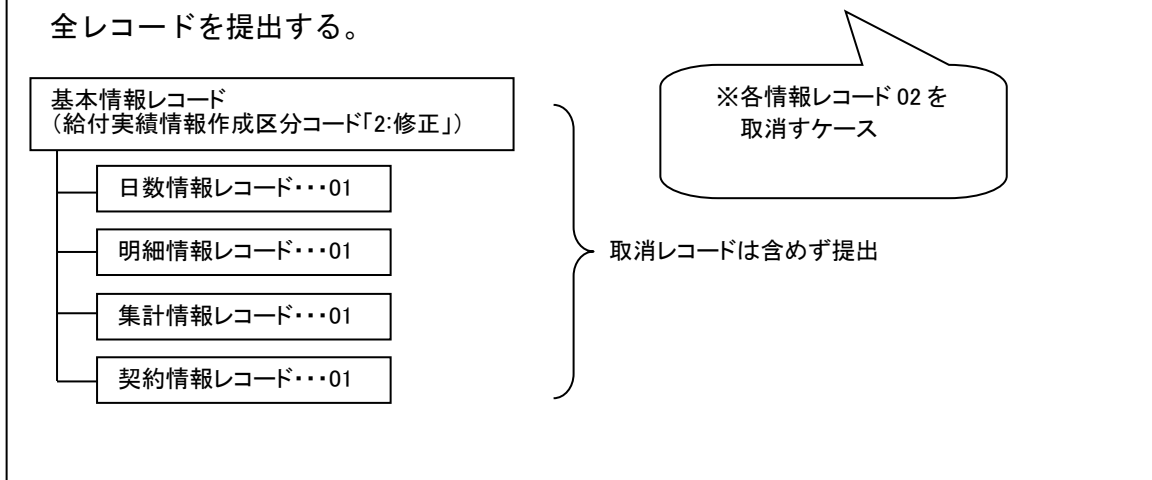 全レコードを提出する。
基本情報レコード
（給付実績情報作成区分コード｢2:修正｣）
※各情報レコード 02 を
取消すケース
日数情報レコード･･･01
明細情報レコード･･･01
取消レコードは含めず提出
集計情報レコード･･･01
契約情報レコード･･･01